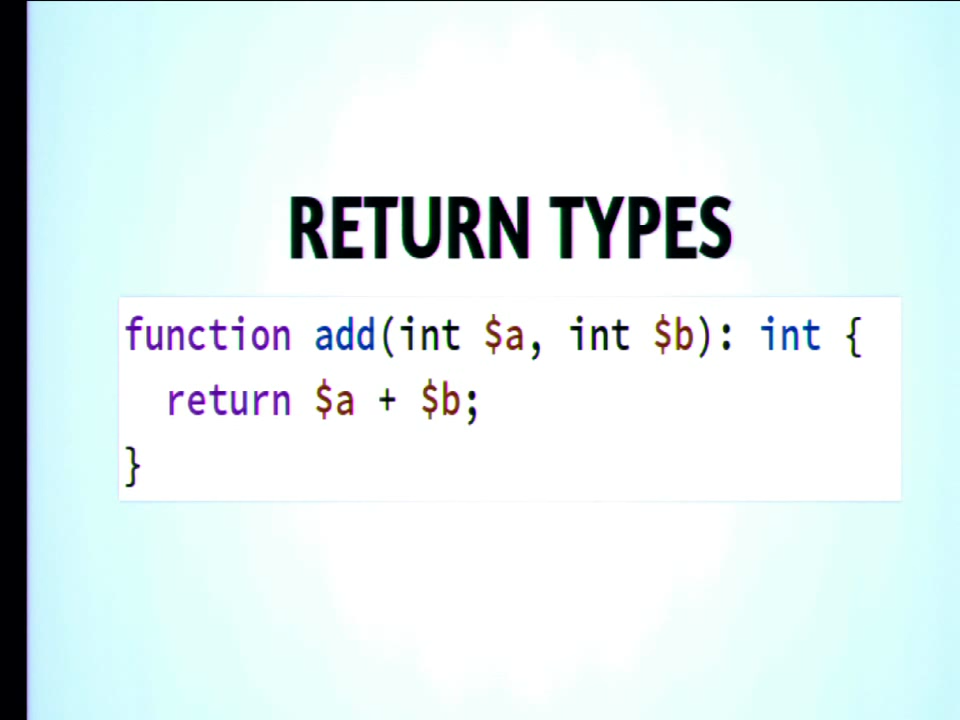 RETURN TYPES
function add(int $a, int $b): int {
  return $a + $b;
}